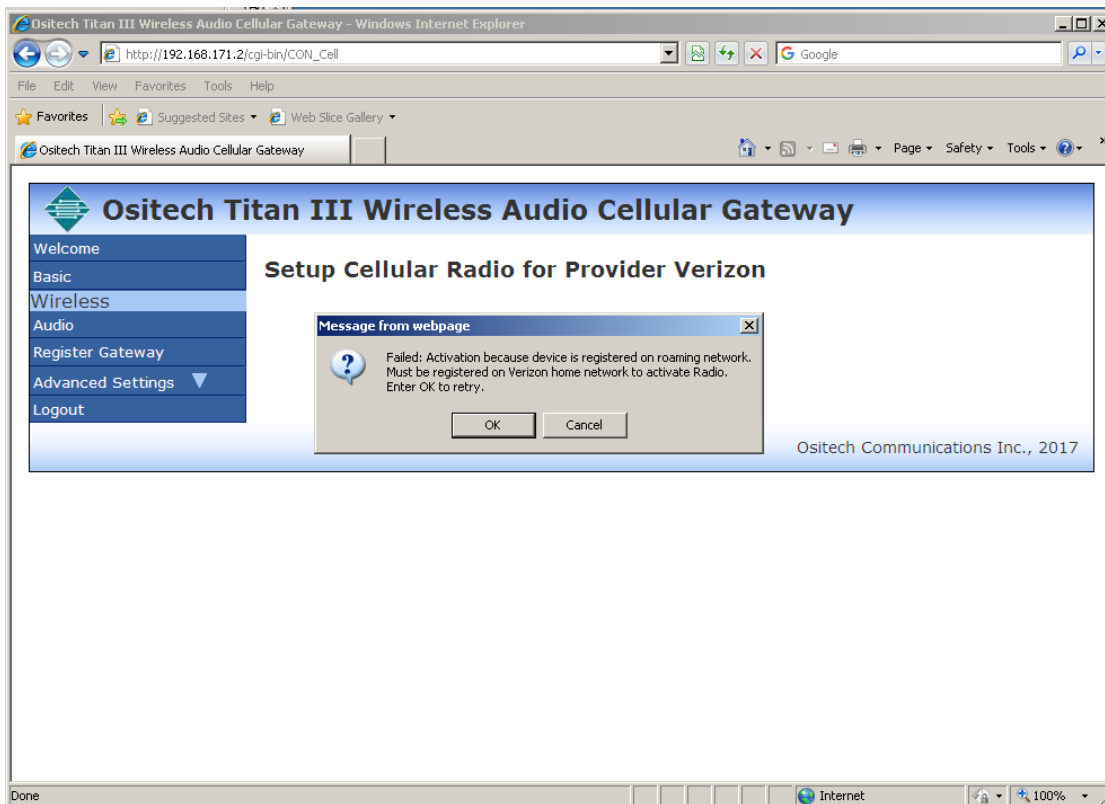 Ositech Titan III Wireless Audio Cellular Gateway - Windows Internet Explorer
http://192.168.171.2/cgi-bin/CON_Cell
Google
File Edit View Favorites Tools Help
Favorites Suggested Sites Web Slice Gallery
Ositech Titan III Wireless Audio Cellular Gateway
Page Safety Tools
Ositech Titan III Wireless Audio Cellular Gateway
Welcome
Basic
Wireless
Audio
Register Gateway
Advanced Settings
Logout
Setup Cellular Radio for Provider Verizon
Message from webpage
Failed: Activation because device is registered on roaming network.
Must be registered on Verizon home network to activate Radio.
Enter OK to retry.
OK Cancel
Ositech Communications Inc., 2017
Done Internet 100%